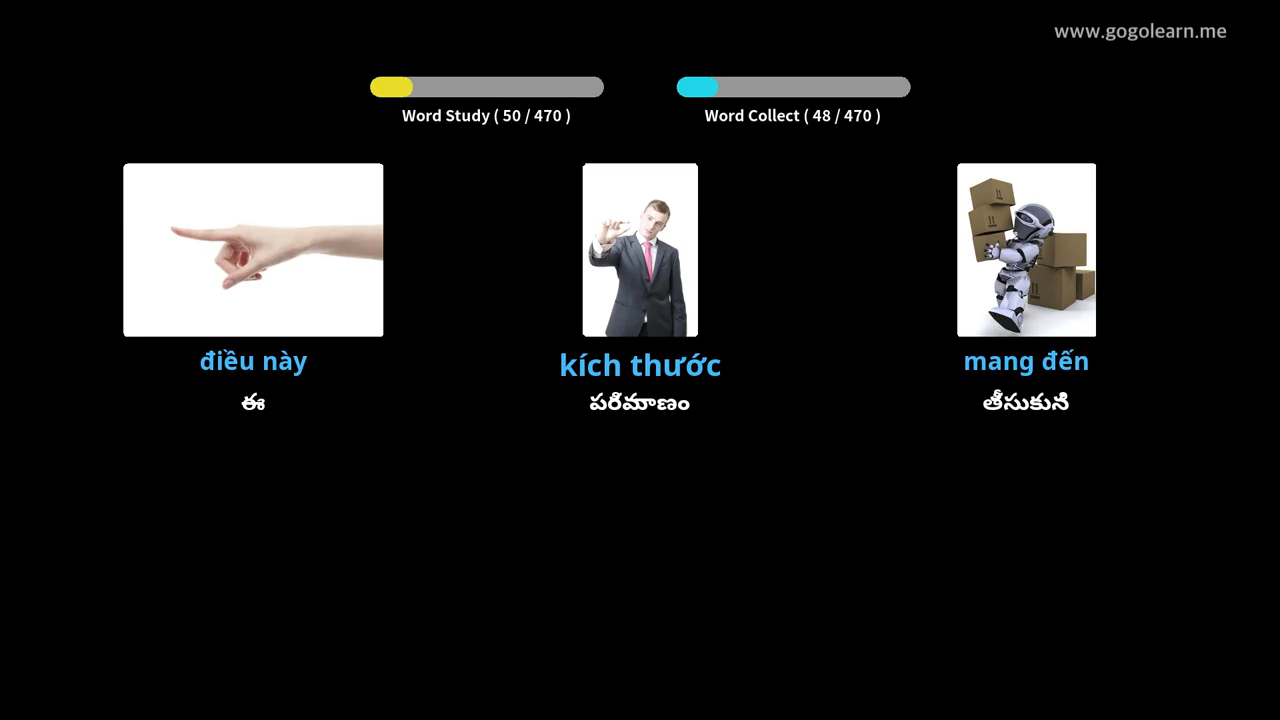 www.gogolearn.me
Word Study ( 50 / 470 ) Word Collect ( 48 / 470 )
điều này kích thước mang đến
ఈ పరిమాణం తీసుకుని